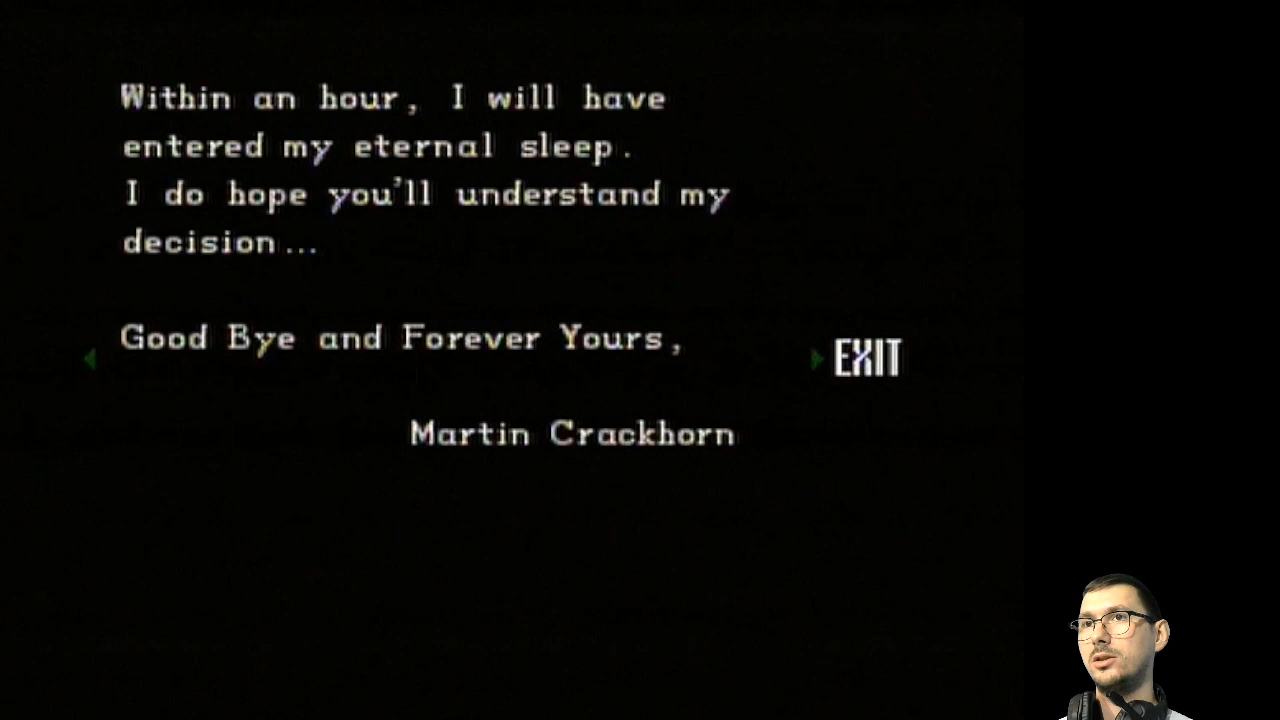 Within an hour, I will have
entered my eternal sleep.
I do hope you'll understand my
decision...
Good Bye and Forever Yours,
EXIT
Martin Crackhorn